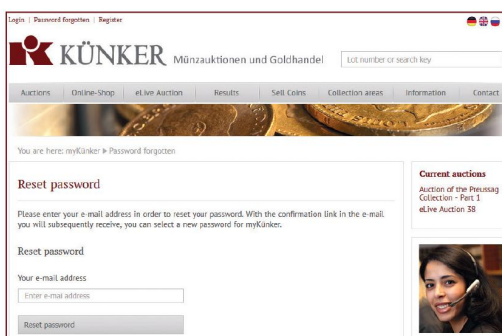 Login | Password forgotten | Register
KÜNKER Münzauktionen und Goldhandel
Lot number or search key
Auctions Online-Shop eLive Auction Results Sell Coins Collection areas Information Contact
You are here: myKünker ▶ Password forgotten
Reset password
Please enter your e-mail address in order to reset your password. With the confirmation link in the e-mail
you will subsequently receive, you can select a new password for myKünker.
Reset password
Your e-mail address
Enter e-mail address
Reset password
Current auctions
Auction of the Preussag
Collection - Part 1
eLive Auction 38